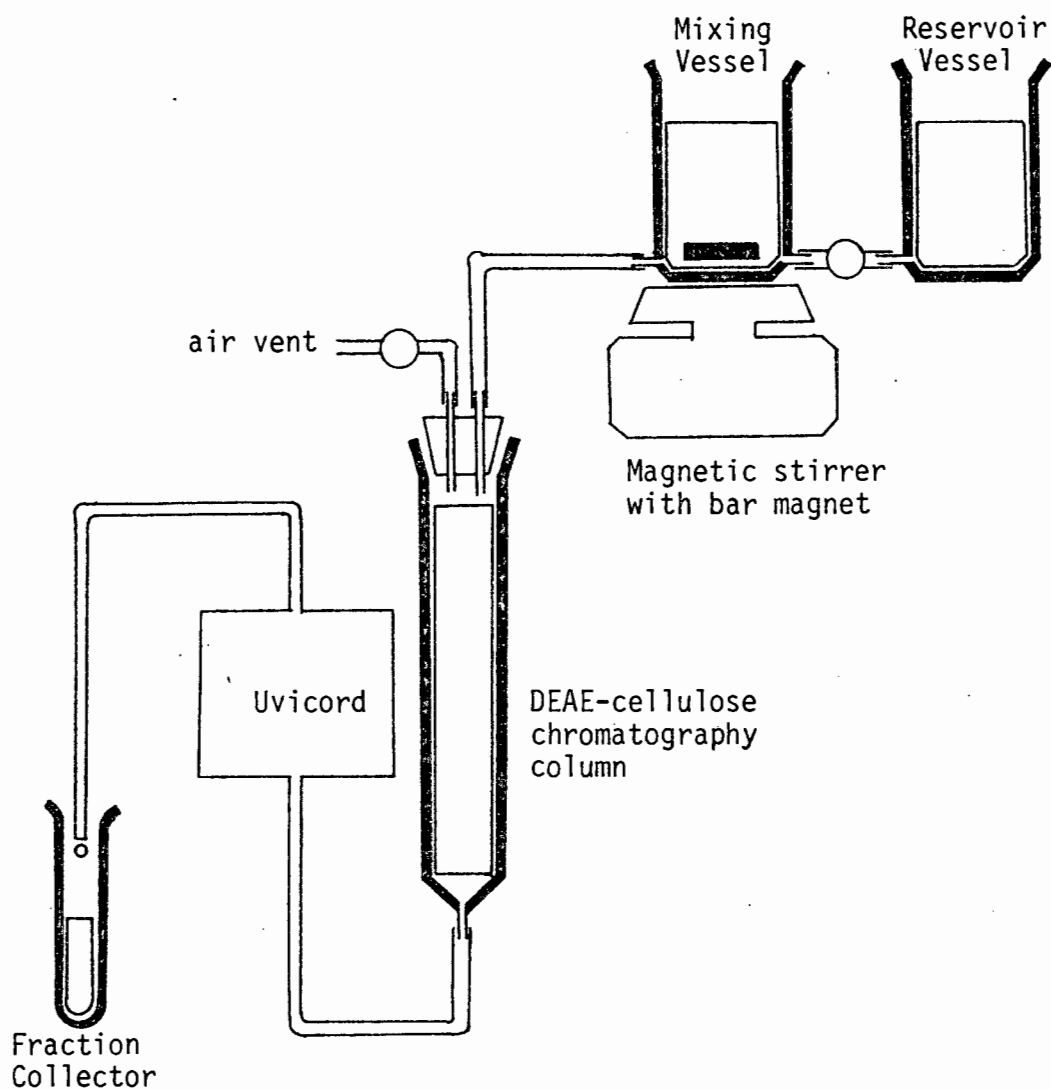 Mixing
Vessel
Reservoir
Vessel
air vent
Magnetic stirrer
with bar magnet
Uvicord
DEAE-cellulose
chromatography
column
Fraction
Collector